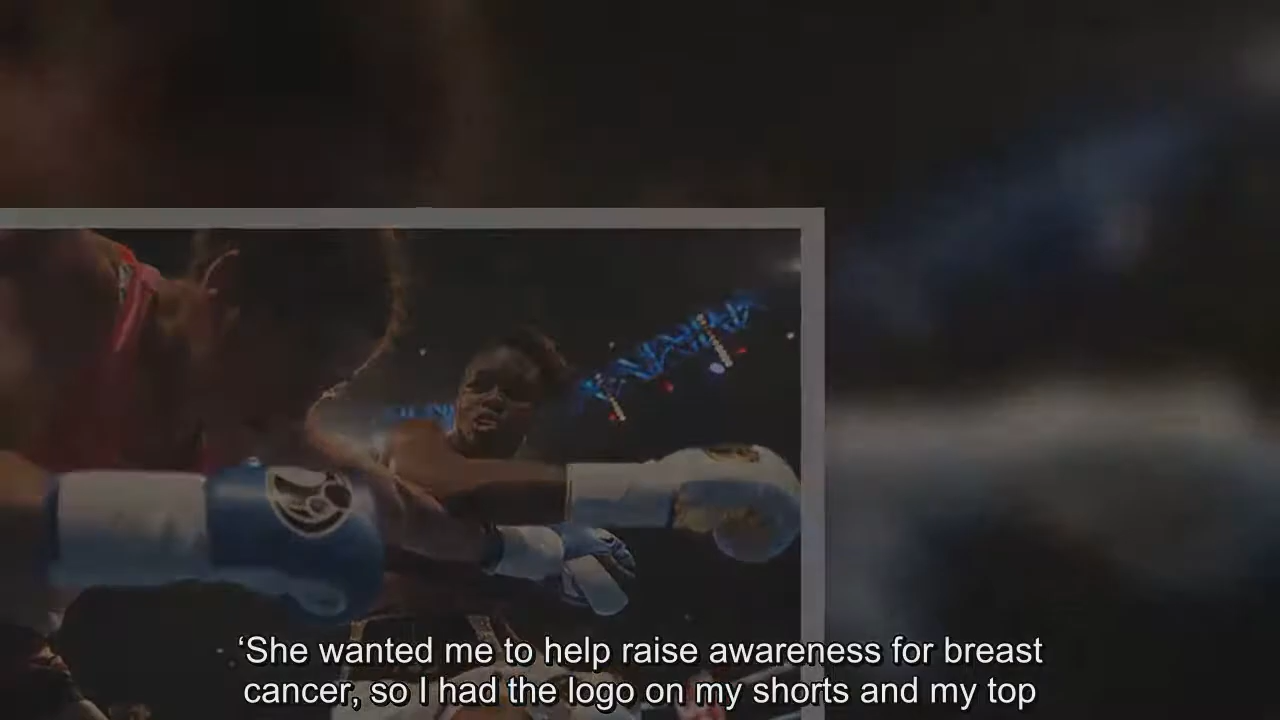 ‘She wanted me to help raise awareness for breast
cancer, so I had the logo on my shorts and my top